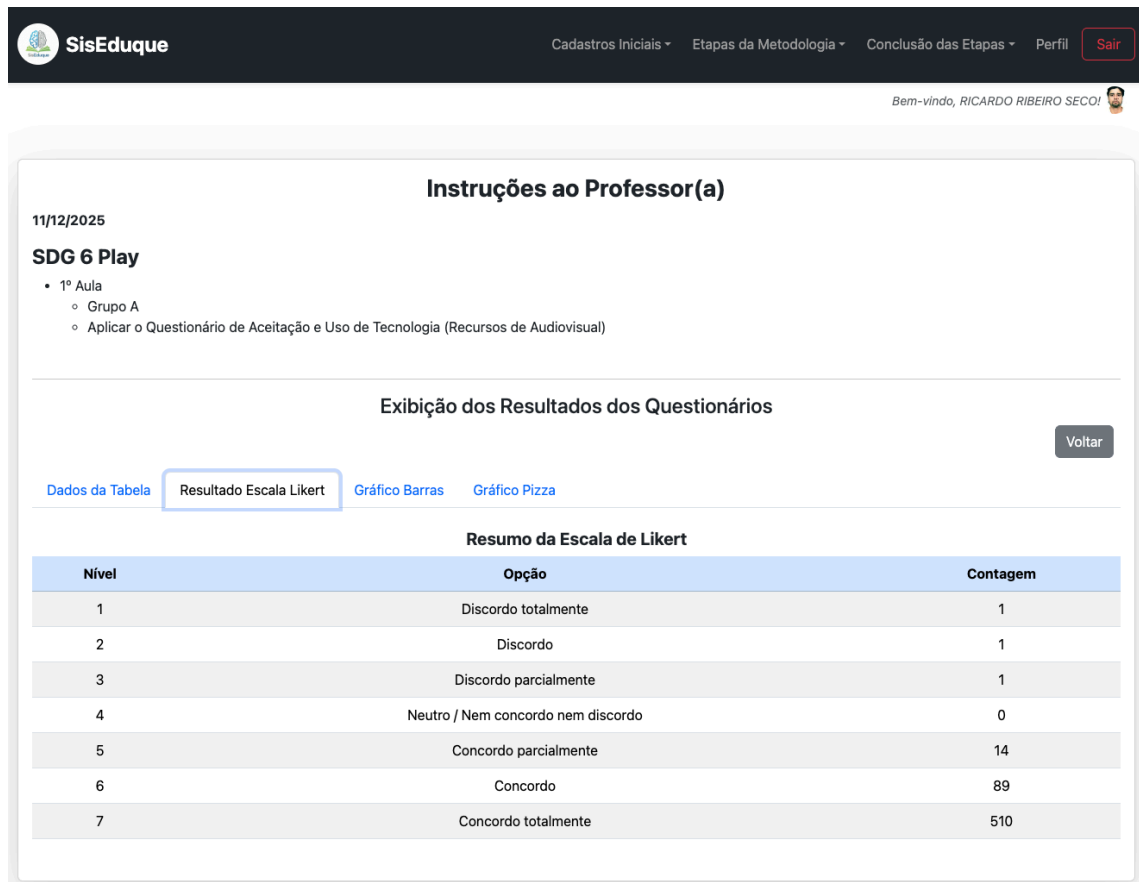 SisEduque
Cadastros Iniciais Etapas da Metodologia Conclusão das Etapas Perfil Sair
Bem-vindo, RICARDO RIBEIRO SECO!
Instruções ao Professor(a)
11/12/2025
SDG 6 Play
• 1º Aula
◦ Grupo A
◦ Aplicar o Questionário de Aceitação e Uso de Tecnologia (Recursos de Audiovisual)
Exibição dos Resultados dos Questionários
Voltar
Dados da Tabela Resultado Escala Likert Gráfico Barras Gráfico Pizza
Resumo da Escala de Likert
Nível Opção Contagem
1 Discordo totalmente 1
2 Discordo 1
3 Discordo parcialmente 1
4 Neutro / Nem concordo nem discordo 0
5 Concordo parcialmente 14
6 Concordo 89
7 Concordo totalmente 510